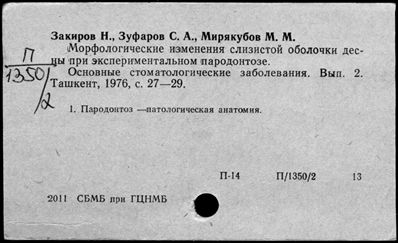 Закиров Н., Зуфаров С. А., Мирякубов М. М.
Морфологические изменения слизистой оболочки дес-
ны при экспериментальном пародонтозе.
Основные стоматологические заболевания. Вып. 2.
Ташкент, 1976, с. 27—29.
П
1350/2
1. Пародонтоз —патологическая анатомия.
П-14 П/1350/2 13
2011 СБМБ при ГЦНМБ